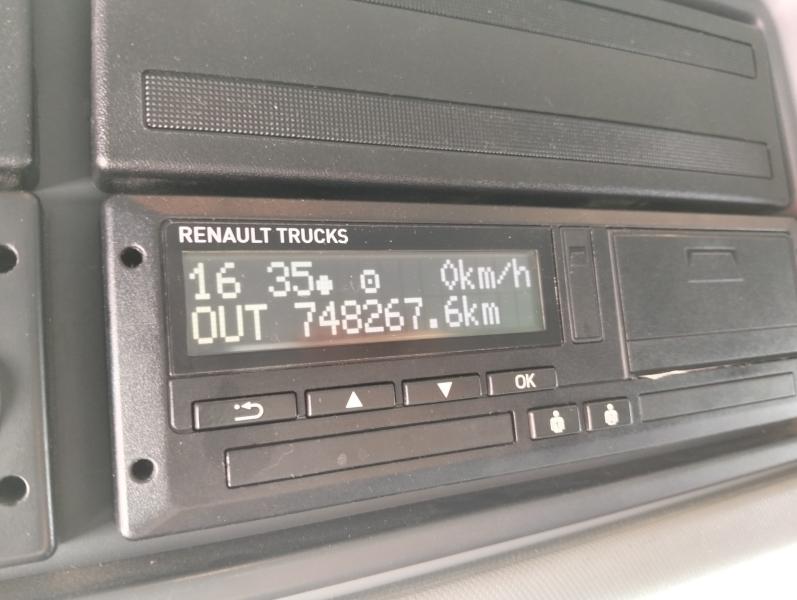 RENAULT TRUCKS
16 35 0km/h
OUT 748267.6km
OK